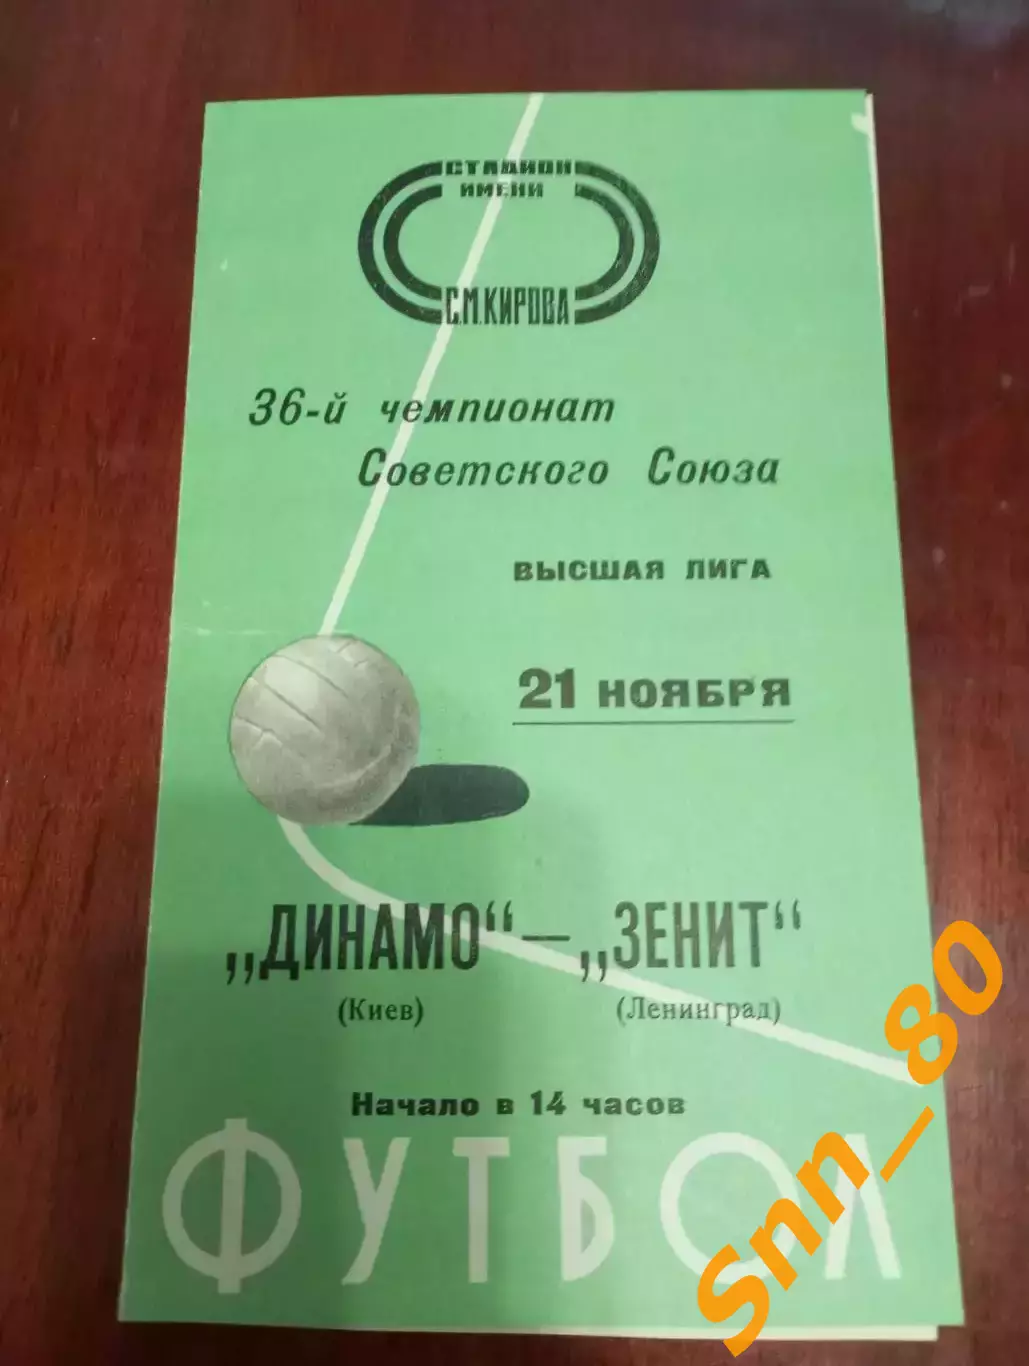 СТАДИОН
ИМЕНИ
С.М.КИРОВА
36-й чемпионат
Советского Союза
ВЫСШАЯ ЛИГА
21 НОЯБРЯ
„ДИНАМО“ — „ЗЕНИТ“
(Киев) (Ленинград)
Начало в 14 часов
ФУТБОЛ
Snn_80